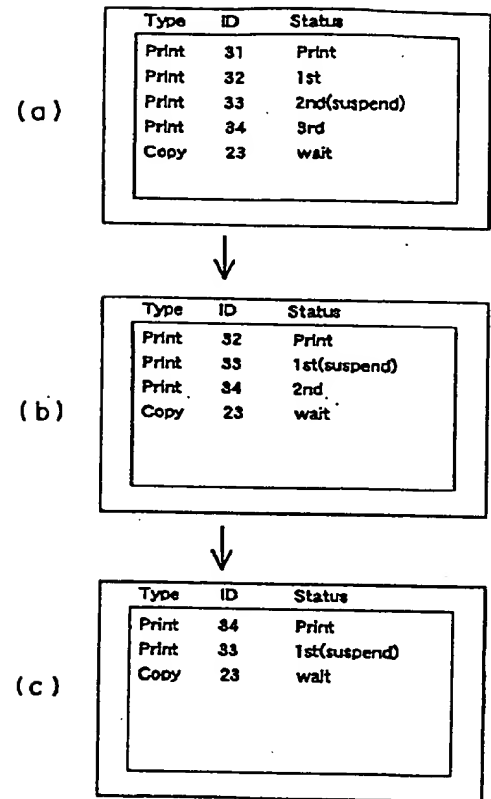 (a)
Type ID Status
Print 31 Print
Print 32 1st
Print 33 2nd(suspend)
Print 34 3rd
Copy 23 wait
(b)
Type ID Status
Print 32 Print
Print 33 1st(suspend)
Print 34 2nd
Copy 23 wait
(c)
Type ID Status
Print 34 Print
Print 33 1st(suspend)
Copy 23 wait